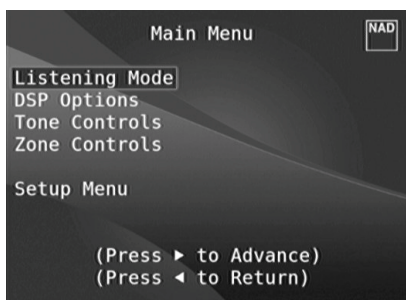 Main Menu
NAD
Listening Mode
DSP Options
Tone Controls
Zone Controls
Setup Menu
(Press ▶ to Advance)
(Press ◀ to Return)